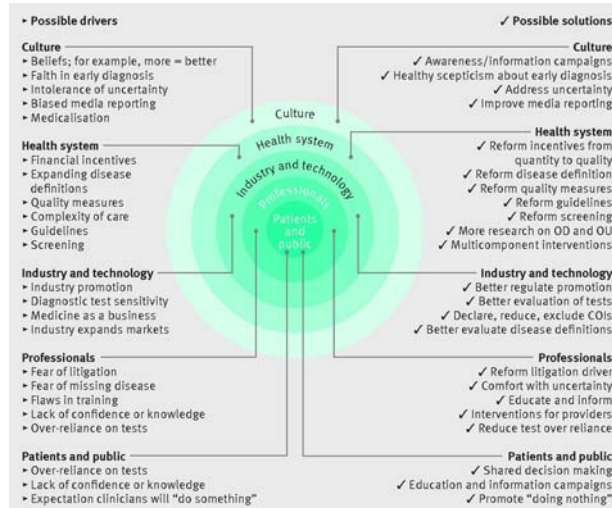 ► Possible drivers
Culture
► Beliefs; for example, more = better
► Faith in early diagnosis
► Intolerance of uncertainty
► Biased media reporting
► Medicalisation
Health system
► Financial incentives
► Expanding disease
definitions
► Quality measures
► Complexity of care
► Guidelines
► Screening
Industry and technology
► Industry promotion
► Diagnostic test sensitivity
► Medicine as a business
► Industry expands markets
Professionals
► Fear of litigation
► Fear of missing disease
► Flaws in training
► Lack of confidence or knowledge
► Over-reliance on tests
Patients and public
► Over-reliance on tests
► Lack of confidence or knowledge
► Expectation clinicians will "do something"
Culture
Health system
Industry and technology
Professionals
Patients
and
public
✓ Possible solutions
Culture
✓ Awareness/information campaigns
✓ Healthy scepticism about early diagnosis
✓ Address uncertainty
✓ Improve media reporting
Health system
✓ Reform incentives from
quantity to quality
✓ Reform disease definition
✓ Reform quality measures
✓ Reform guidelines
✓ Reform screening
✓ More research on OD and OU
✓ Multicomponent interventions
Industry and technology
✓ Better regulate promotion
✓ Better evaluation of tests
✓ Declare, reduce, exclude COIs
✓ Better evaluate disease definitions
Professionals
✓ Reform litigation driver
✓ Comfort with uncertainty
✓ Educate and inform
✓ Interventions for providers
✓ Reduce test over reliance
Patients and public
✓ Shared decision making
✓ Education and information campaigns
✓ Promote "doing nothing"